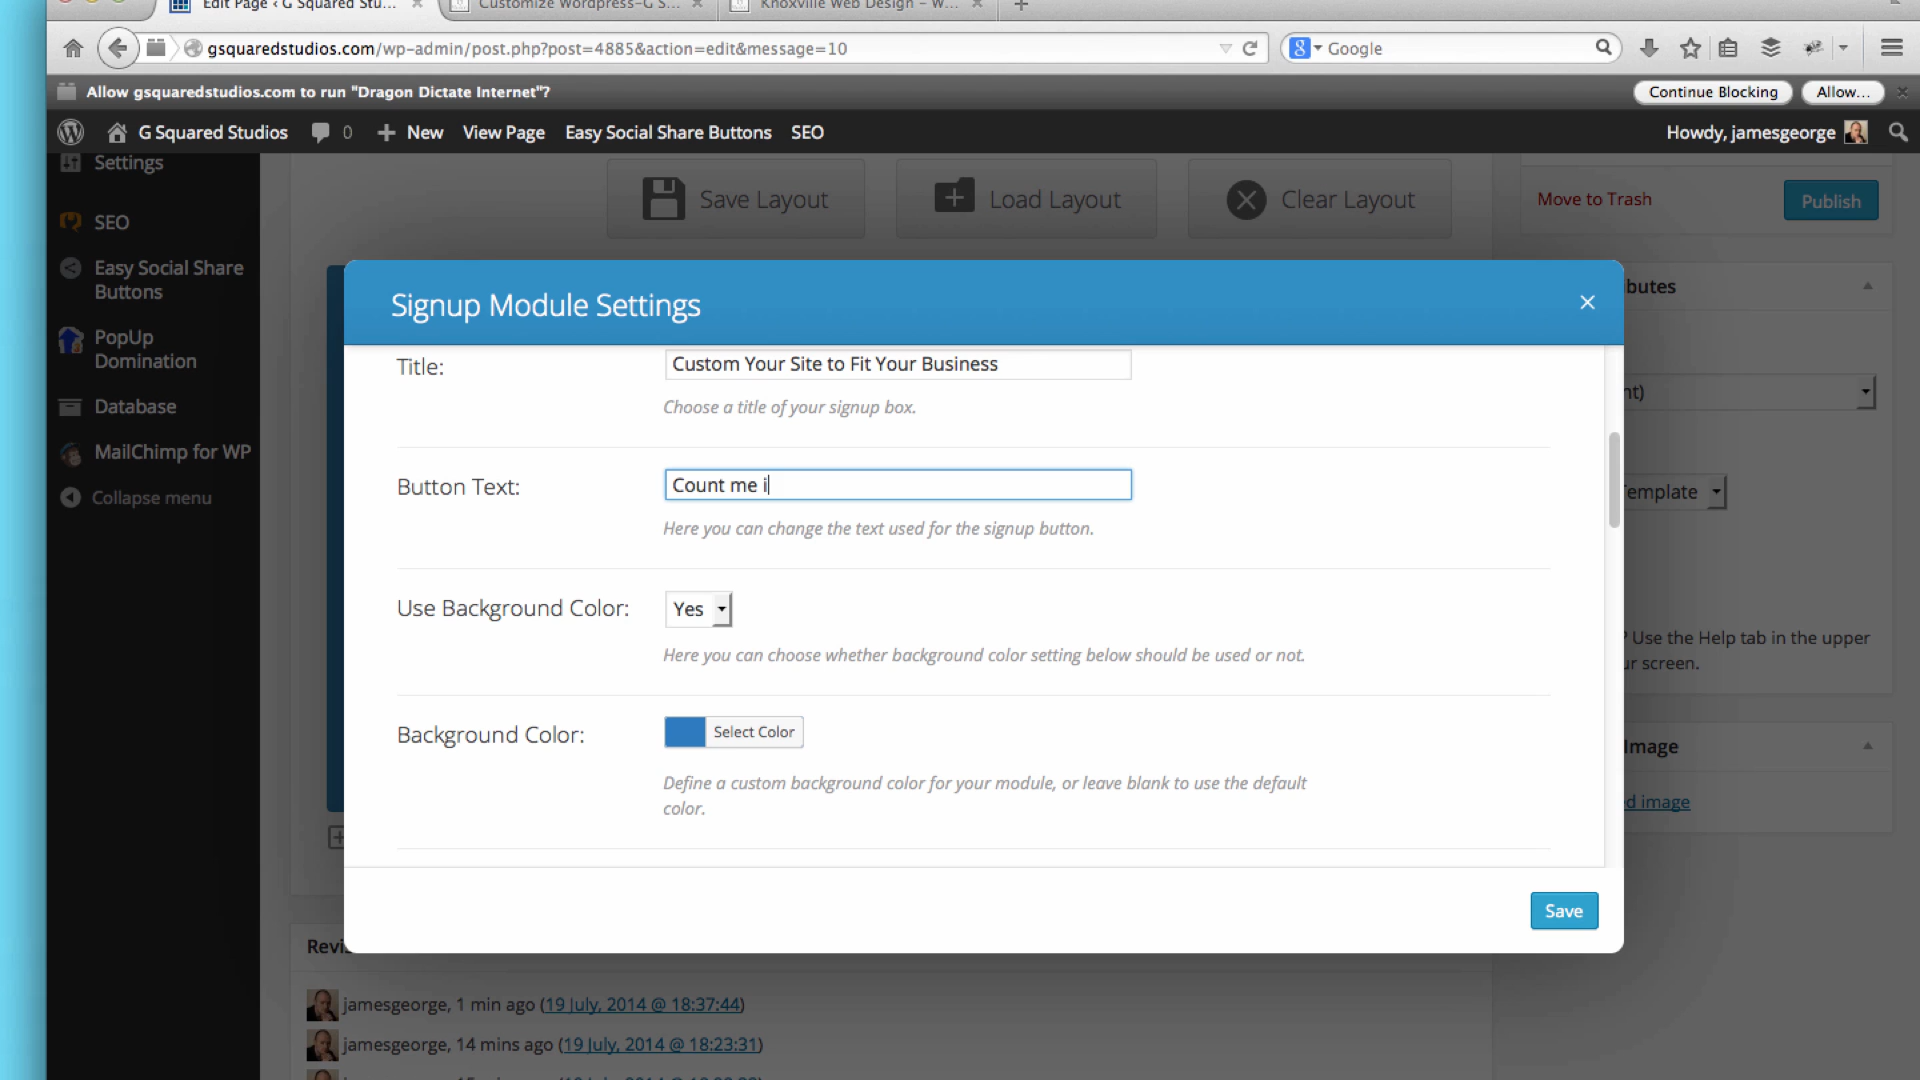 Edit Page ‹ G Squared Stu...
Customize Wordpress-G S...
Knoxville Web Design – W...
gsquaredstudios.com/wp-admin/post.php?post=4885&action=edit&message=10
Google
Allow gsquaredstudios.com to run "Dragon Dictate Internet"?
Continue Blocking
Allow...
G Squared Studios
0
New
View Page
Easy Social Share Buttons
SEO
Howdy, jamesgeorge
Settings
SEO
Easy Social Share
Buttons
PopUp
Domination
Database
MailChimp for WP
Collapse menu
Save Layout
Load Layout
Clear Layout
Move to Trash
Publish
Signup Module Settings
Title:
Custom Your Site to Fit Your Business
Choose a title of your signup box.
Button Text:
Count me i
Here you can change the text used for the signup button.
Use Background Color:
Yes
Here you can choose whether background color setting below should be used or not.
Background Color:
Select Color
Define a custom background color for your module, or leave blank to use the default
color.
Save
butes
nt)
Template
? Use the Help tab in the upper
ur screen.
Image
d image
Revi
jamesgeorge, 1 min ago (19 July, 2014 @ 18:37:44)
jamesgeorge, 14 mins ago (19 July, 2014 @ 18:23:31)